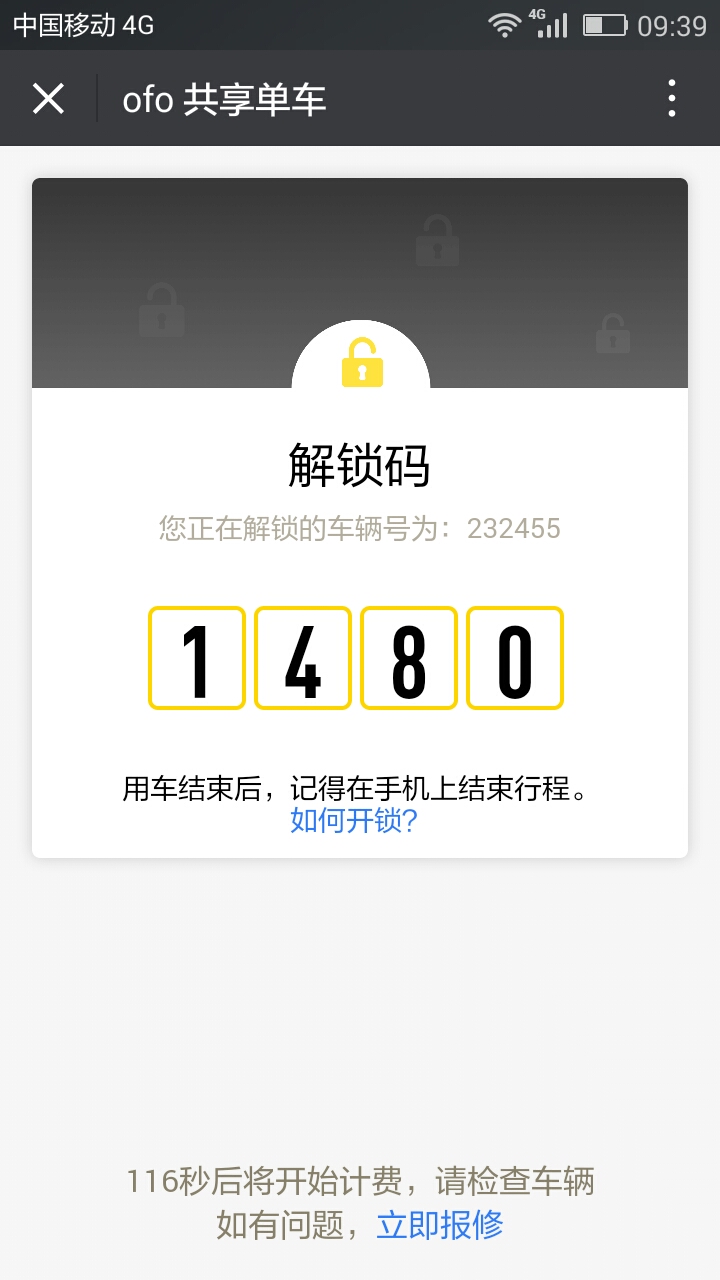 中国移动 4G 4G 09:39
ofo 共享单车
解锁码
您正在解锁的车辆号为：232455
1 4 8 0
用车结束后，记得在手机上结束行程。
如何开锁?
116秒后将开始计费，请检查车辆
如有问题，立即报修